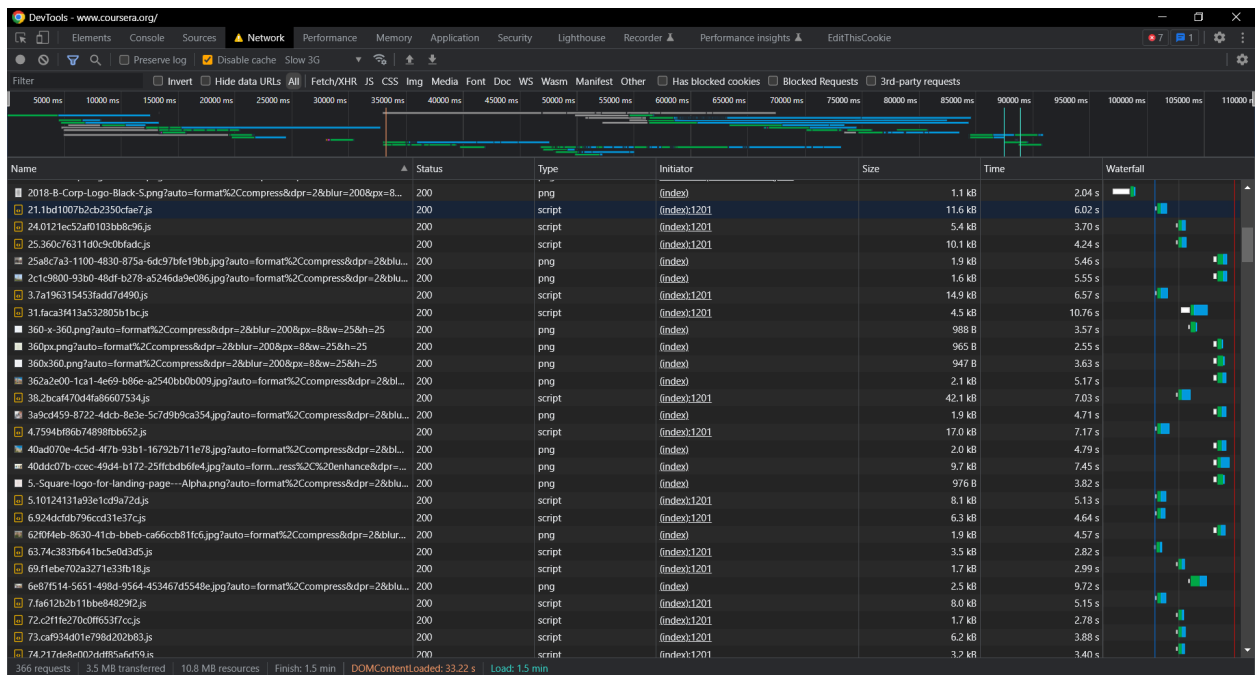 DevTools - www.coursera.org/
Elements Console Sources Network Performance Memory Application Security Lighthouse Recorder Performance insights EditThisCookie 7 1
Preserve log Disable cache Slow 3G
Filter Invert Hide data URLs All Fetch/XHR JS CSS Img Media Font Doc WS Wasm Manifest Other Has blocked cookies Blocked Requests 3rd-party requests
5000 ms 10000 ms 15000 ms 20000 ms 25000 ms 30000 ms 35000 ms 40000 ms 45000 ms 50000 ms 55000 ms 60000 ms 65000 ms 70000 ms 75000 ms 80000 ms 85000 ms 90000 ms 95000 ms 100000 ms 105000 ms 110000
Name Status Type Initiator Size Time Waterfall
2018-B-Corp-Logo-Black-S.png?auto=format%2Ccompress&dpr=2&blur=200&px=8... 200 png (index) 1.1 kB 2.04 s
21.1bd1007b2cb2350cfae7.js 200 script (index):1201 11.6 kB 6.02 s
24.0121ec52af0103bb8c96.js 200 script (index):1201 5.4 kB 3.70 s
25.360c76311d0c9c0bfadc.js 200 script (index):1201 10.1 kB 4.24 s
25a8c7a3-1100-4830-875a-6dc97bfe19bb.jpg?auto=format%2Ccompress&dpr=2&blu... 200 png (index) 1.9 kB 5.46 s
2c1c9800-93b0-48df-b278-a5246da9e086.jpg?auto=format%2Ccompress&dpr=2&blu... 200 png (index) 1.6 kB 5.55 s
3.7a196315453fadd7d490.js 200 script (index):1201 14.9 kB 6.57 s
31.faca3f413a532805b1bc.js 200 script (index):1201 4.5 kB 10.76 s
360-x-360.png?auto=format%2Ccompress&dpr=2&blur=200&px=8&w=25&h=25 200 png (index) 988 B 3.57 s
360px.png?auto=format%2Ccompress&dpr=2&blur=200&px=8&w=25&h=25 200 png (index) 965 B 2.55 s
360x360.png?auto=format%2Ccompress&dpr=2&blur=200&px=8&w=25&h=25 200 png (index) 947 B 3.63 s
362a2e00-1ca1-4e69-b86e-a2540bb0b009.jpg?auto=format%2Ccompress&dpr=2&bl... 200 png (index) 2.1 kB 5.17 s
38.2bcaf470d4fa86607534.js 200 script (index):1201 42.1 kB 7.03 s
3a9cd459-8722-4dcb-8e3e-5c7d9b9ca354.jpg?auto=format%2Ccompress&dpr=2&blu... 200 png (index) 1.9 kB 4.71 s
4.7594bf86b74898fbb652.js 200 script (index):1201 17.0 kB 7.17 s
40ad070e-4c5d-4f7b-93b1-16792b711e78.jpg?auto=format%2Ccompress&dpr=2&bl... 200 png (index) 2.0 kB 4.79 s
40ddc07b-ccec-49d4-b172-25ffcbdb6fe4.jpg?auto=form...ress%2C%20enhance&dpr=... 200 png (index) 9.7 kB 7.45 s
5.-Square-logo-for-landing-page---Alpha.png?auto=format%2Ccompress&dpr=2&blu... 200 png (index) 976 B 3.82 s
5.10124131a93e1cd9a72d.js 200 script (index):1201 8.1 kB 5.13 s
6.924dcfdb796ccd31e37c.js 200 script (index):1201 6.3 kB 4.64 s
62f0f4eb-8630-41cb-bbeb-ca66ccb81fc6.jpg?auto=format%2Ccompress&dpr=2&blur... 200 png (index) 1.9 kB 4.57 s
63.74c383fb641bc5e0d3d5.js 200 script (index):1201 3.5 kB 2.82 s
69.f1ebe702a3271e33fb18.js 200 script (index):1201 1.7 kB 2.99 s
6e87f514-5651-498d-9564-453467d5548e.jpg?auto=format%2Ccompress&dpr=2&blu... 200 png (index) 2.5 kB 9.72 s
7.fa612b2b11bbe84829f2.js 200 script (index):1201 8.0 kB 5.15 s
72.c2f1fe270c0ff653f7cc.js 200 script (index):1201 1.7 kB 2.78 s
73.caf934d01e798d202b83.js 200 script (index):1201 6.2 kB 3.88 s
74.217de8e002ddf85a6d59.js 200 script (index):1201 3.2 kB 3.40 s
366 requests 3.5 MB transferred 10.8 MB resources Finish: 1.5 min DOMContentLoaded: 33.22 s Load: 1.5 min